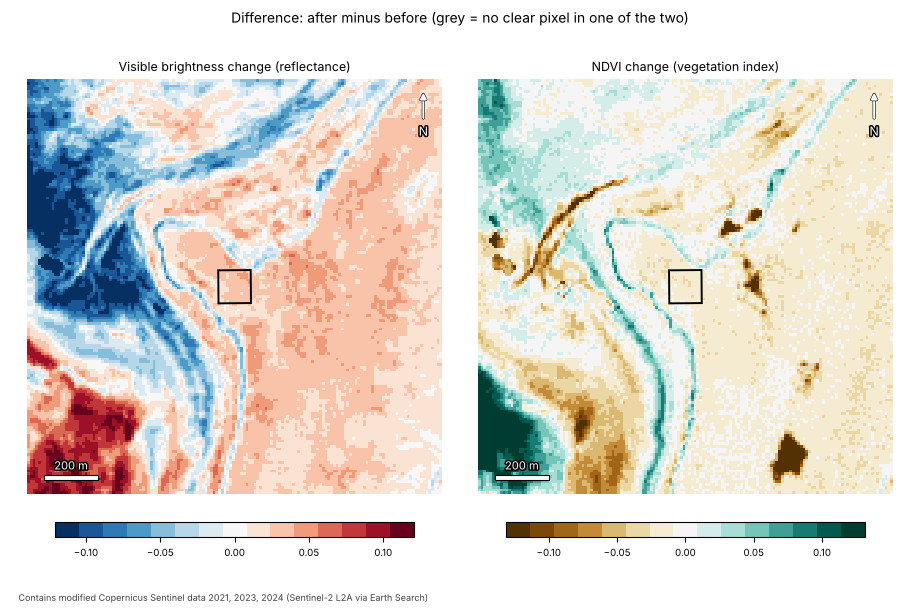 Difference: after minus before (grey = no clear pixel in one of the two)
Visible brightness change (reflectance)
NDVI change (vegetation index)
N
N
200 m
200 m
−0.10 −0.05 0.00 0.05 0.10
−0.10 −0.05 0.00 0.05 0.10
Contains modified Copernicus Sentinel data 2021, 2023, 2024 (Sentinel-2 L2A via Earth Search)